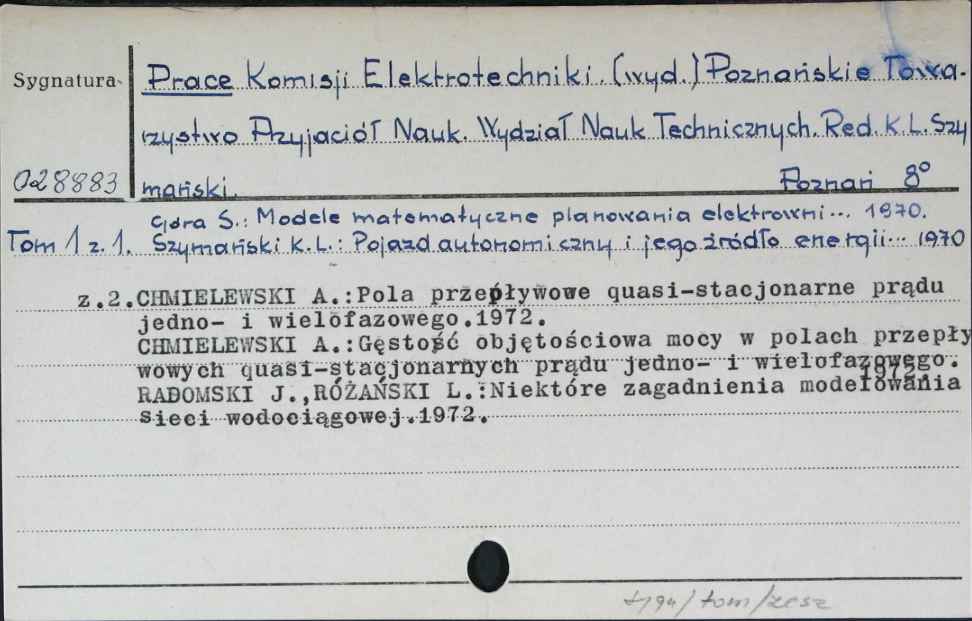 Sygnatura
Prace Komisji Elektrotechniki. (wyd.) Poznańskie Towa-
rzystwo Przyjaciół Nauk. Wydział Nauk Technicznych. Red. K. L. Szy
mański.
Poznań 8°
028883
Góra S.: Modele matematyczne planowania elektrowni... 1970.
Tom 1 z. 1. Szymański K. L.: Pojazd autonomiczny i jego źródło energii... 1970
z.2.CHMIELEWSKI A.:Pola przepływowe quasi-stacjonarne prądu
jedno- i wielofazowego.1972.
CHMIELEWSKI A.:Gęstość objętościowa mocy w polach przepły
wowych quasi-stacjonarnych prądu jedno- i wielofazowego.
1972.
RADOMSKI J.,RÓŻAŃSKI L.:Niektóre zagadnienia modelowania
sieci wodociągowej.1972.
sygn/tom/zesz